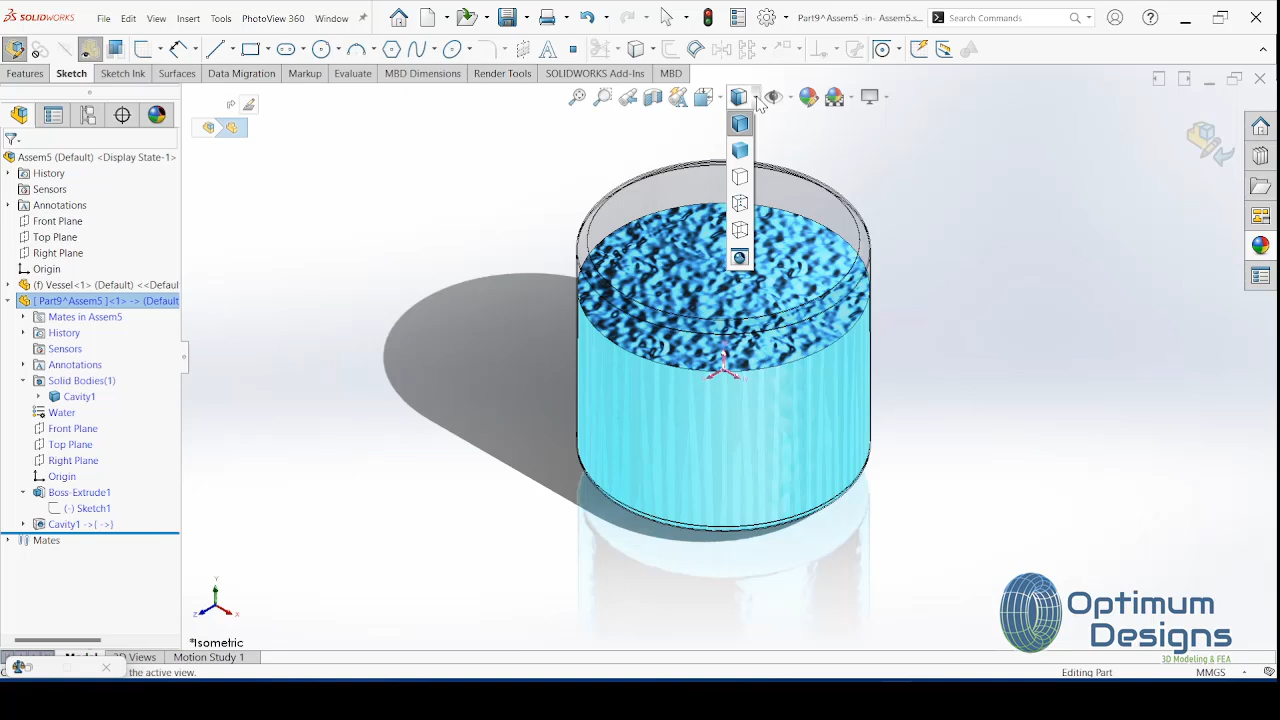 SOLIDWORKS File Edit View Insert Tools PhotoView 360 Window
Part9^Assem5 -in- Assem5.s...
Search Commands
Features Sketch Sketch Ink Surfaces Data Migration Markup Evaluate MBD Dimensions Render Tools SOLIDWORKS Add-Ins MBD
Assem5 (Default) <Display State-1>
History
Sensors
Annotations
Front Plane
Top Plane
Right Plane
Origin
(f) Vessel<1> (Default) <<Defaul
[ Part9^Assem5 ]<1> -> (Default
Mates in Assem5
History
Sensors
Annotations
Solid Bodies(1)
Cavity1
Water
Front Plane
Top Plane
Right Plane
Origin
Boss-Extrude1
(-) Sketch1
Cavity1 ->{ ->}
Mates
Y
Z X
*Isometric
Optimum
Designs
3D Modeling & FEA
Model 3D Views Motion Study 1
the active view.
Editing Part MMGS